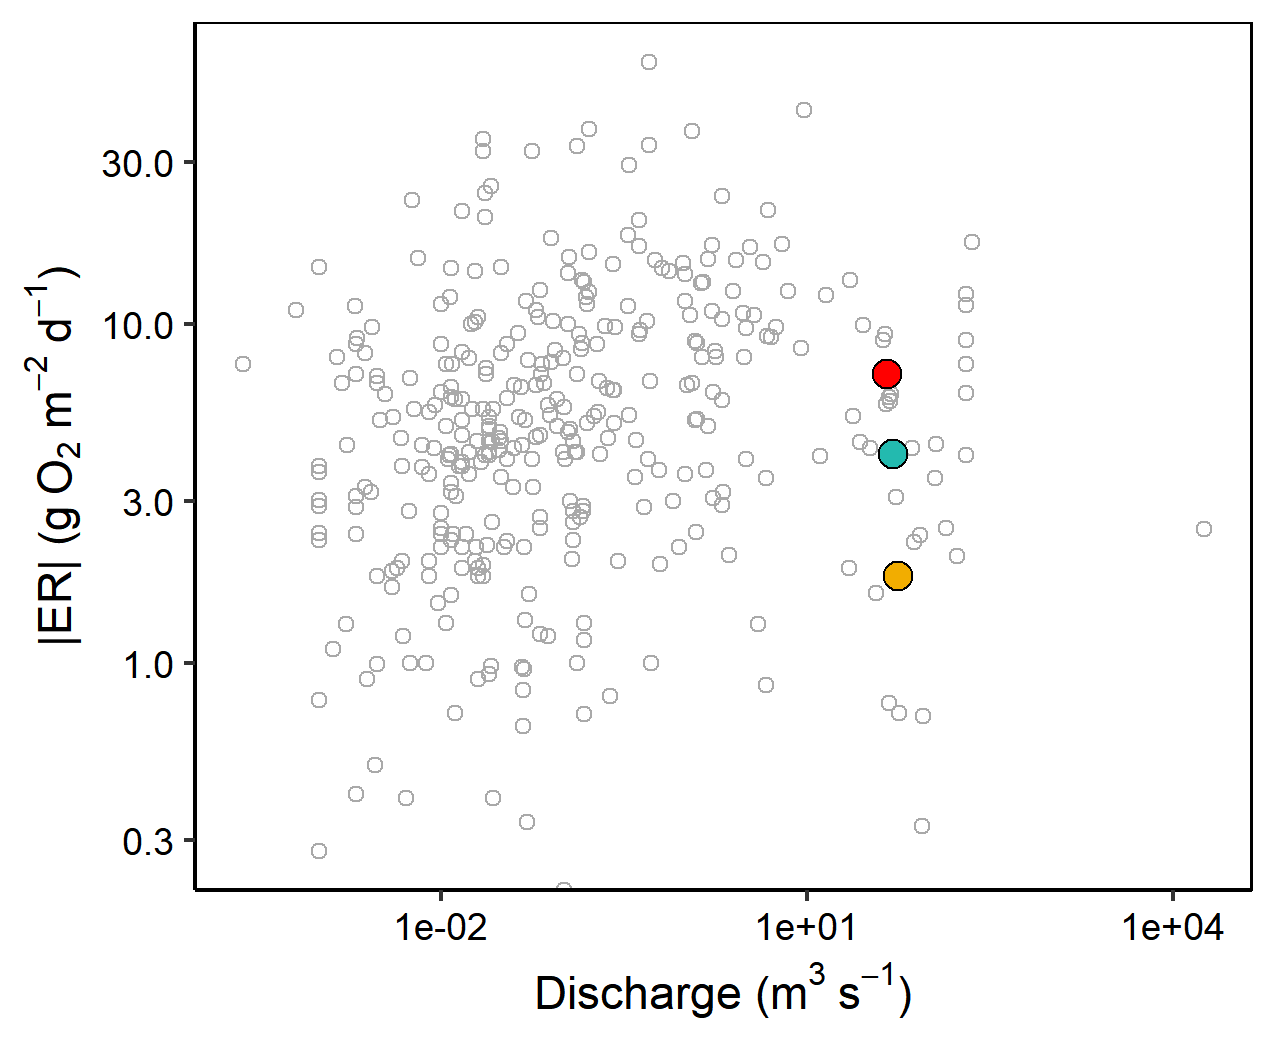 |ER| (g O₂ m⁻² d⁻¹)
30.0
10.0
3.0
1.0
0.3
1e-02 1e+01 1e+04
Discharge (m³ s⁻¹)